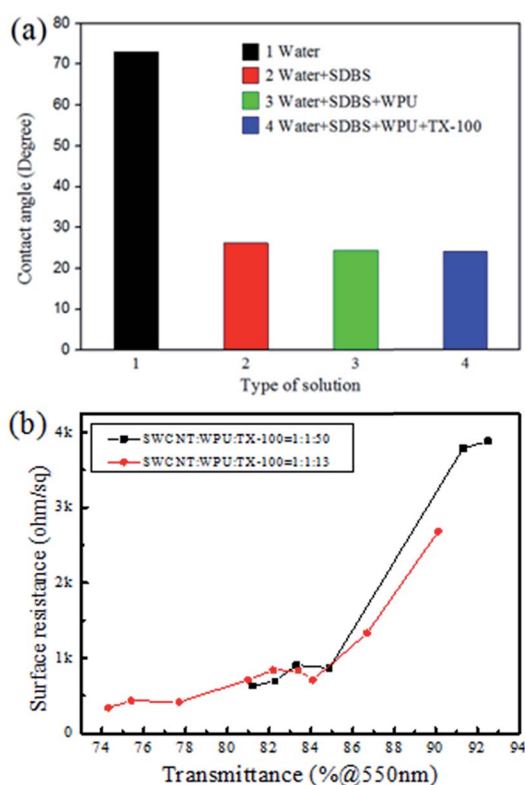 (a)
80
70
60
50
40
30
20
10
0
Contact angle (Degree)
1 Water
2 Water+SDBS
3 Water+SDBS+WPU
4 Water+SDBS+WPU+TX-100
1 2 3 4
Type of solution
(b)
4k
3k
2k
1k
0
Surface resistance (ohm/sq)
SWCNT:WPU:TX-100=1:1:50
SWCNT:WPU:TX-100=1:1:13
74 76 78 80 82 84 86 88 90 92 94
Transmittance (%@550nm)